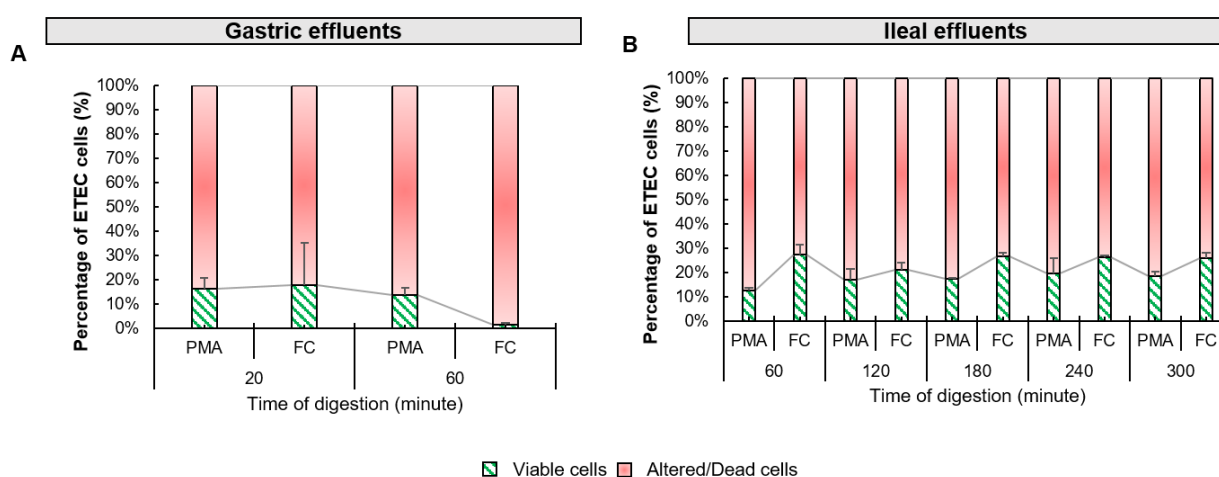 A
Gastric effluents
Percentage of ETEC cells (%)
100%
90%
80%
70%
60%
50%
40%
30%
20%
10%
0%
PMA FC PMA FC
20 60
Time of digestion (minute)
B
Ileal effluents
Percentage of ETEC cells (%)
100%
90%
80%
70%
60%
50%
40%
30%
20%
10%
0%
PMA FC PMA FC PMA FC PMA FC PMA FC
60 120 180 240 300
Time of digestion (minute)
Viable cells Altered/Dead cells